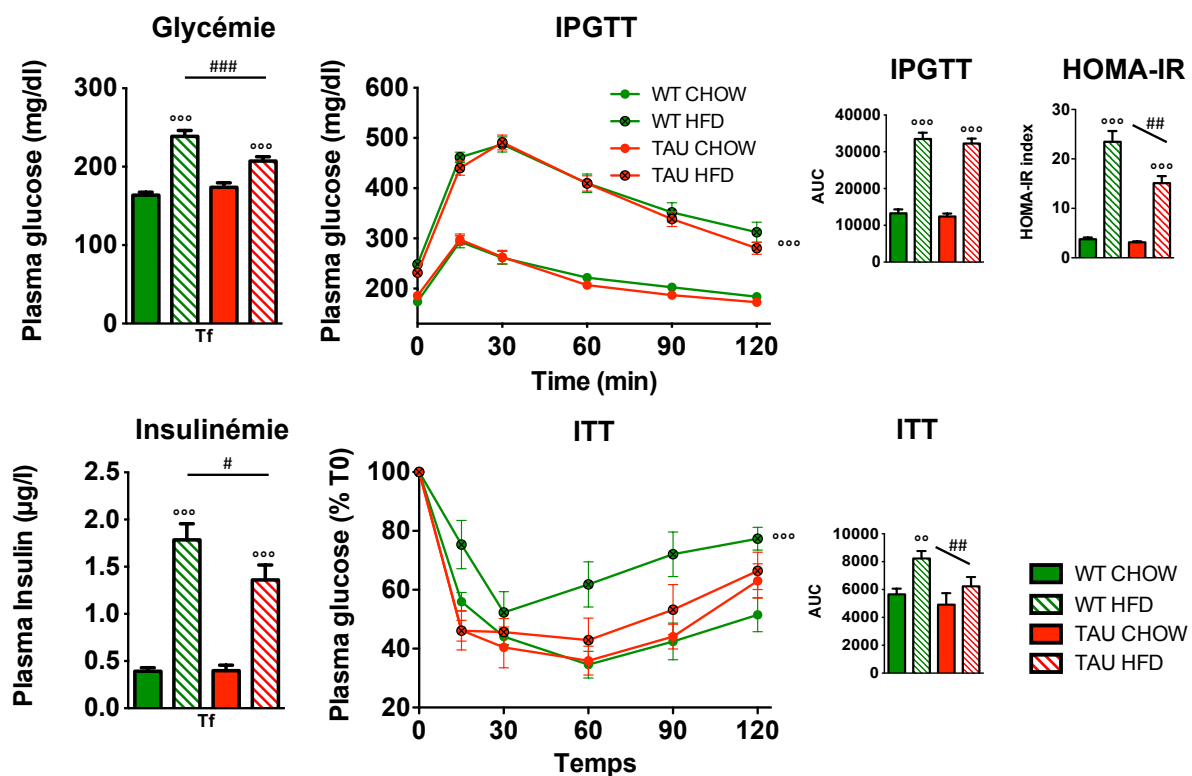 Glycémie
###
Plasma glucose (mg/dl)
300
200
100
0
°°°
°°°
Tf
IPGTT
Plasma glucose (mg/dl)
600
500
400
300
200
WT CHOW
WT HFD
TAU CHOW
TAU HFD
°°°
0
30
60
90
120
Time (min)
IPGTT
AUC
40000
30000
20000
10000
0
°°°
°°°
HOMA-IR
HOMA-IR index
30
20
10
0
°°°
##
°°°
Insulinémie
Plasma Insulin (µg/l)
2.5
2.0
1.5
1.0
0.5
0.0
#
°°°
°°°
Tf
ITT
Plasma glucose (% T0)
100
80
60
40
20
°°°
0
30
60
90
120
Temps
ITT
AUC
10000
8000
6000
4000
2000
0
°°
##
WT CHOW
WT HFD
TAU CHOW
TAU HFD